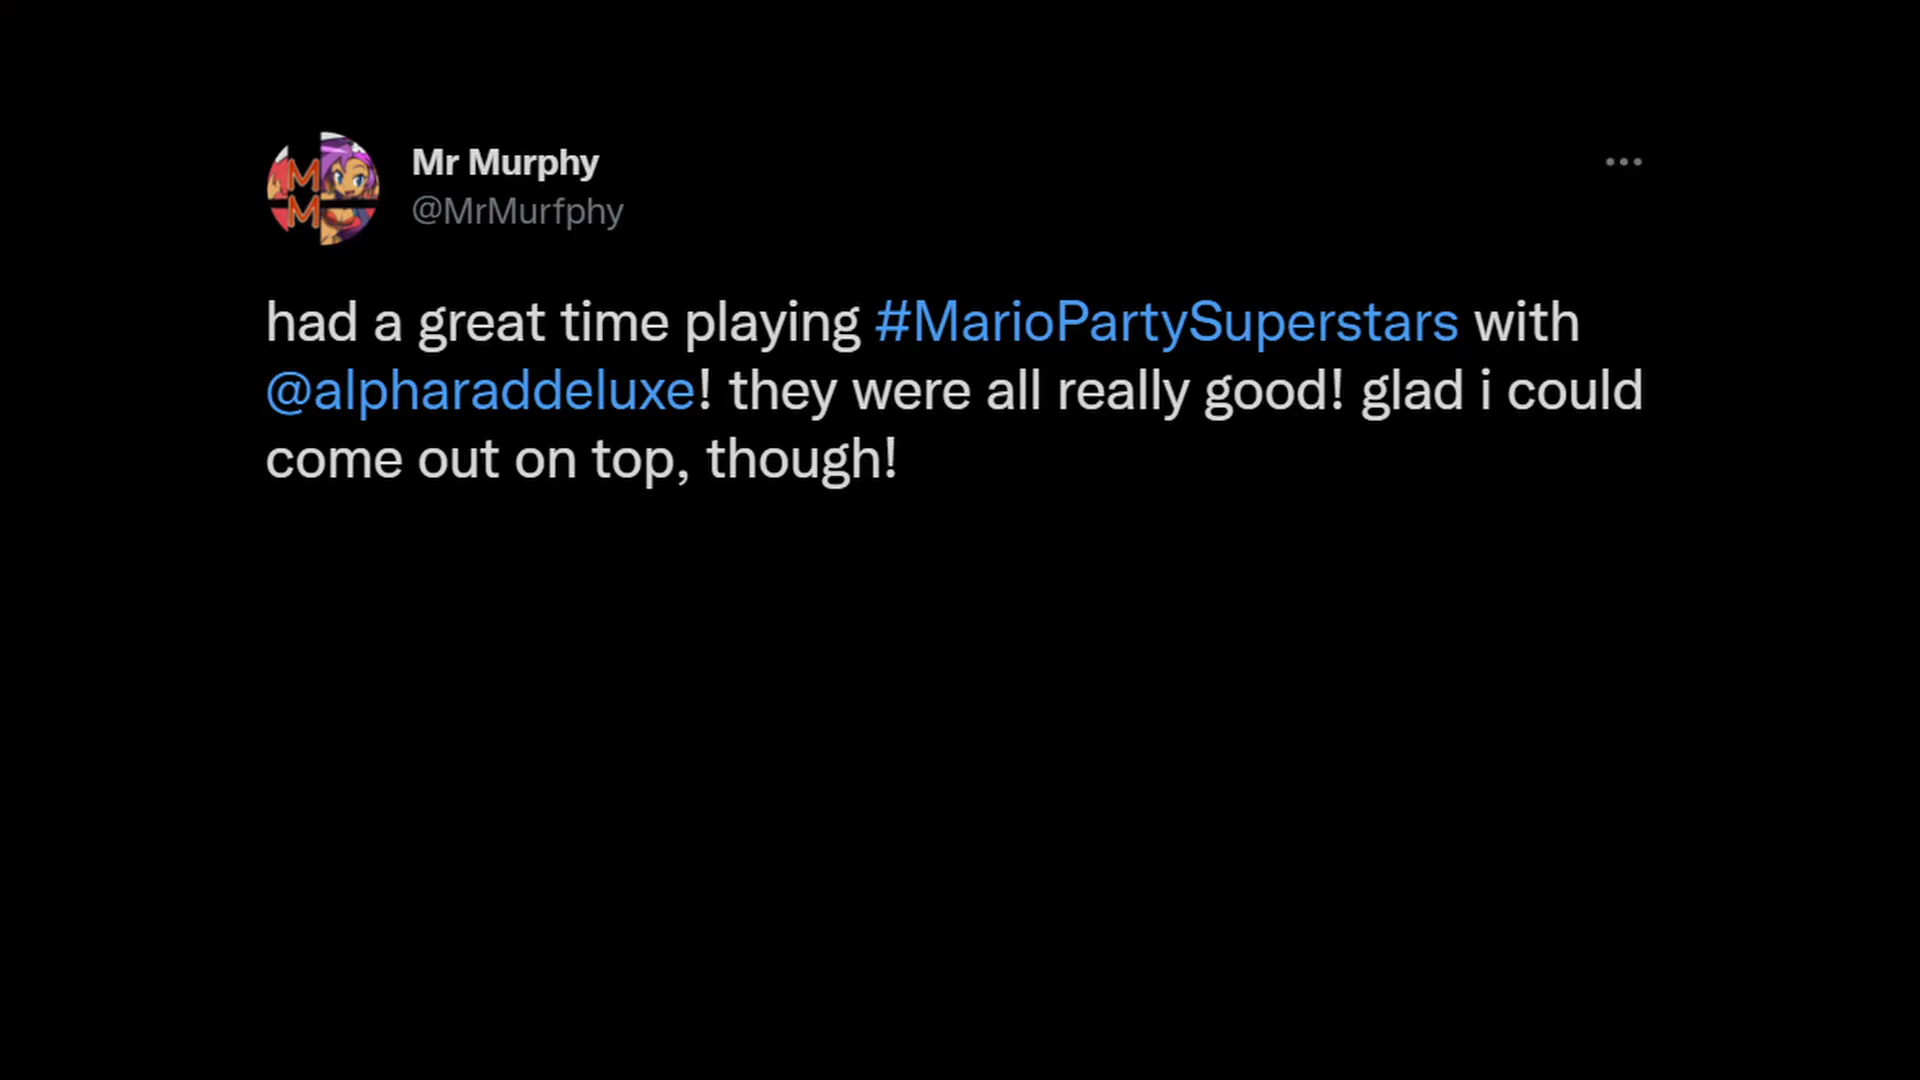 M
M
Mr Murphy
@MrMurfphy
had a great time playing #MarioPartySuperstars with
@alpharaddeluxe! they were all really good! glad i could
come out on top, though!